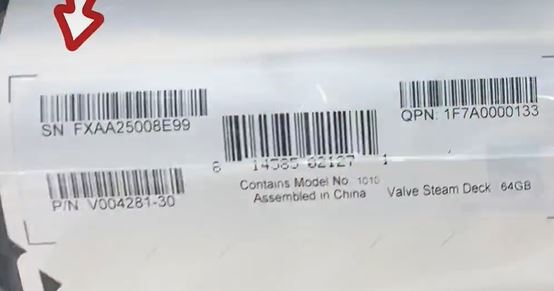 SN FXAA25008E99
QPN: 1F7A0000133
6 14585 02127 1
P/N V004281-30
Contains Model No. 1010
Assembled in China
Valve Steam Deck 64GB